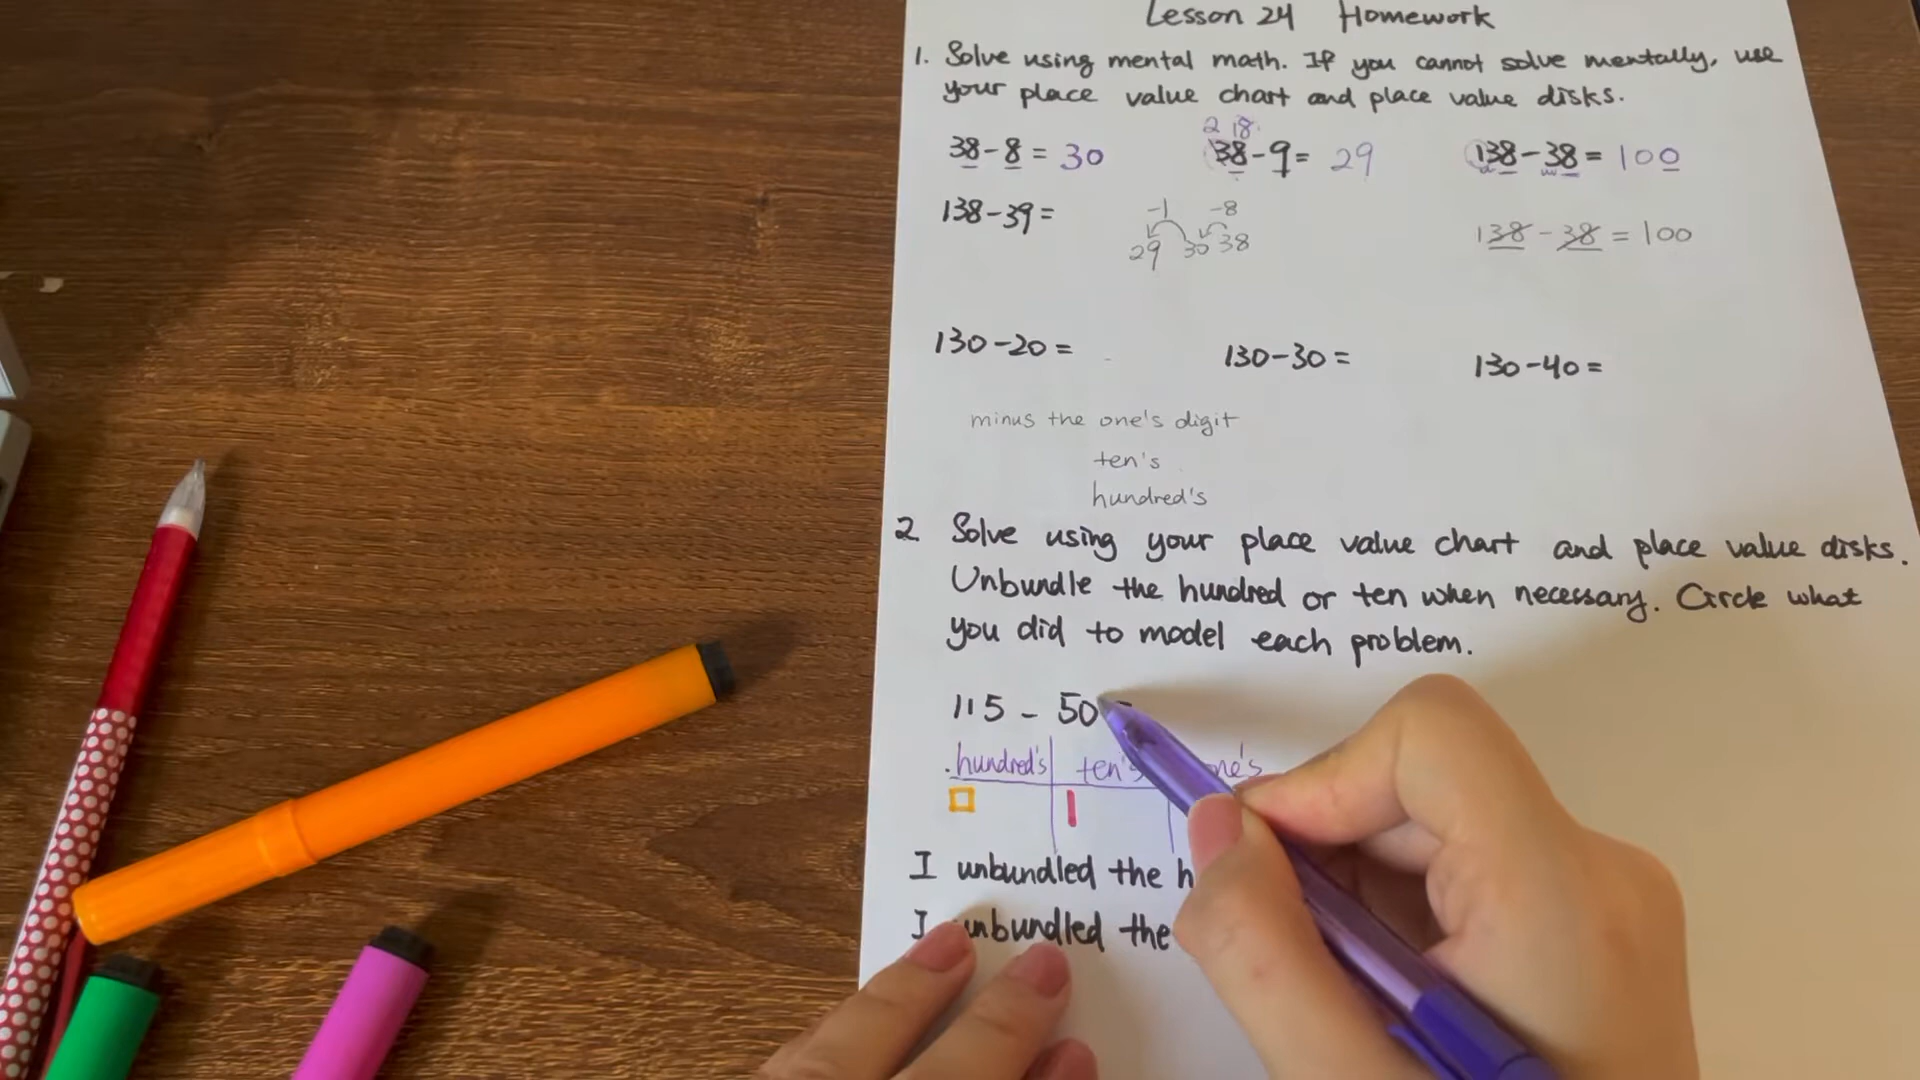 Lesson 24 Homework
1. Solve using mental math. If you cannot solve mentally, use
your place value chart and place value disks.
2 18
38-8 = 30 38-9= 29 138-38 = 100
138-39=
-1 -8
29 30 38
138 - 38 = 100
130-20= 130-30= 130-40=
minus the one's digit
ten's
hundred's
2 Solve using your place value chart and place value disks.
Unbundle the hundred or ten when necessary. Circle what
you did to model each problem.
115 - 50
hundred's ten's one's
I unbundled the
I unbundled the